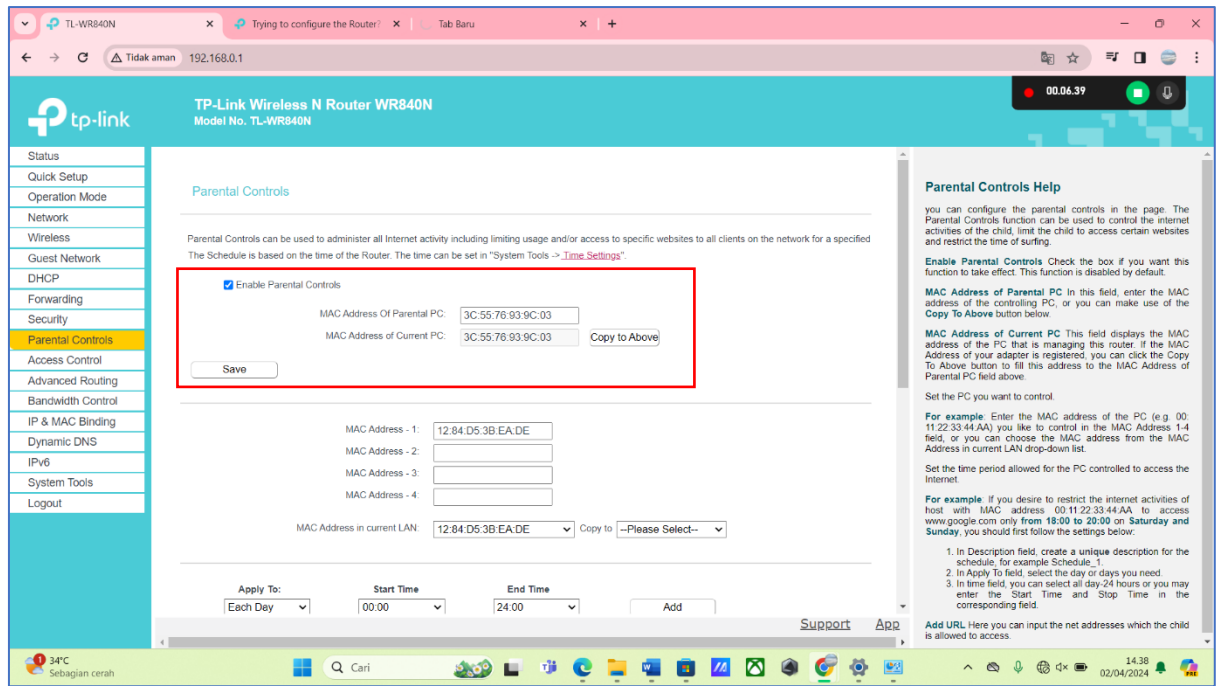 TL-WR840N
Trying to configure the Router?
Tab Baru
Tidak aman
192.168.0.1
tp-link
TP-Link Wireless N Router WR840N
Model No. TL-WR840N
00.06.39
Status
Quick Setup
Operation Mode
Network
Wireless
Guest Network
DHCP
Forwarding
Security
Parental Controls
Access Control
Advanced Routing
Bandwidth Control
IP & MAC Binding
Dynamic DNS
IPv6
System Tools
Logout
Parental Controls
Parental Controls can be used to administer all Internet activity including limiting usage and/or access to specific websites to all clients on the network for a specified
The Schedule is based on the time of the Router. The time can be set in "System Tools -> Time Settings".
Enable Parental Controls
MAC Address Of Parental PC: 3C:55:76:93:9C:03
MAC Address of Current PC: 3C:55:76:93:9C:03 Copy to Above
Save
MAC Address - 1: 12:84:D5:3B:EA:DE
MAC Address - 2:
MAC Address - 3:
MAC Address - 4:
MAC Address in current LAN: 12:84:D5:3B:EA:DE Copy to --Please Select--
Apply To: Start Time End Time
Each Day 00:00 24:00 Add
Support App
Parental Controls Help
you can configure the parental controls in the page. The
Parental Controls function can be used to control the internet
activities of the child, limit the child to access certain websites
and restrict the time of surfing.
Enable Parental Controls Check the box if you want this
function to take effect. This function is disabled by default.
MAC Address of Parental PC In this field, enter the MAC
address of the controlling PC, or you can make use of the
Copy To Above button below.
MAC Address of Current PC This field displays the MAC
address of the PC that is managing this router. If the MAC
Address of your adapter is registered, you can click the Copy
To Above button to fill this address to the MAC Address of
Parental PC field above.
Set the PC you want to control.
For example: Enter the MAC address of the PC (e.g. 00:
11:22:33:44:AA) you like to control in the MAC Address 1-4
field, or you can choose the MAC address from the MAC
Address in current LAN drop-down list.
Set the time period allowed for the PC controlled to access the
Internet.
For example: If you desire to restrict the internet activities of
host with MAC address 00:11:22:33:44:AA to access
www.google.com only from 18:00 to 20:00 on Saturday and
Sunday, you should first follow the settings below:
1. In Description field, create a unique description for the
schedule, for example Schedule_1.
2. In Apply To field, select the day or days you need.
3. In time field, you can select all day-24 hours or you may
enter the Start Time and Stop Time in the
corresponding field.
Add URL Here you can input the net addresses which the child
is allowed to access.
1
34°C
Sebagian cerah
Cari
14.38
02/04/2024
PRE